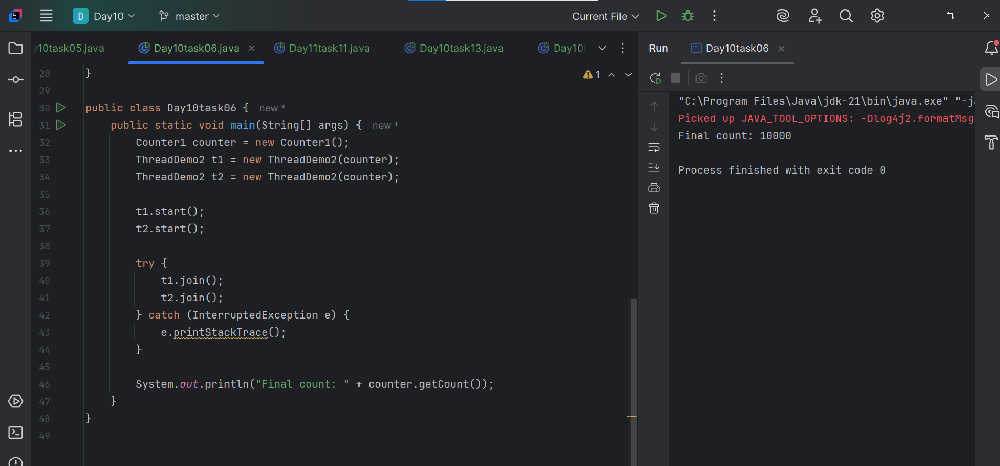 D Day10 master Current File
y10task05.java Day10task06.java Day11task11.java Day10task13.java Day10
28 }
29
30 public class Day10task06 { new *
31 public static void main(String[] args) { new *
32 Counter1 counter = new Counter1();
33 ThreadDemo2 t1 = new ThreadDemo2(counter);
34 ThreadDemo2 t2 = new ThreadDemo2(counter);
35
36 t1.start();
37 t2.start();
38
39 try {
40 t1.join();
41 t2.join();
42 } catch (InterruptedException e) {
43 e.printStackTrace();
44 }
45
46 System.out.println("Final count: " + counter.getCount());
47 }
48 }
49
1
Run Day10task06
"C:\Program Files\Java\jdk-21\bin\java.exe" "-j
Picked up JAVA_TOOL_OPTIONS: -Dlog4j2.formatMsg
Final count: 10000
Process finished with exit code 0